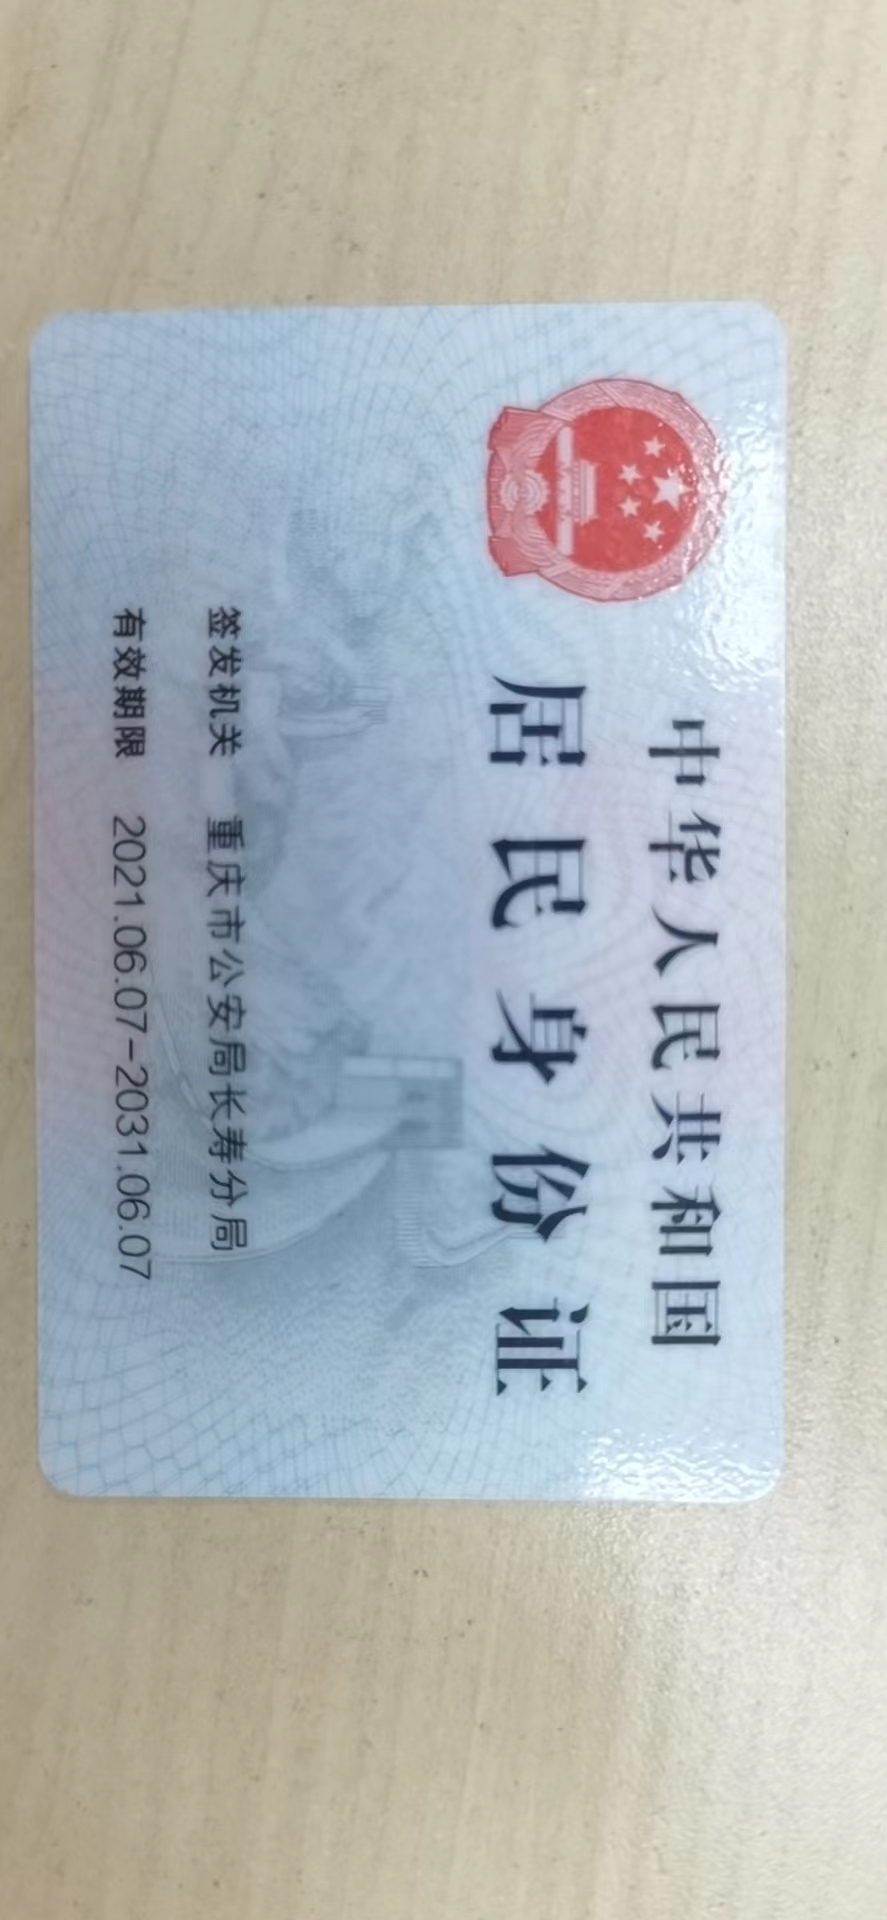 中华人民共和国
居民身份证
签发机关 重庆市公安局长寿分局
有效期限 2021.06.07-2031.06.07